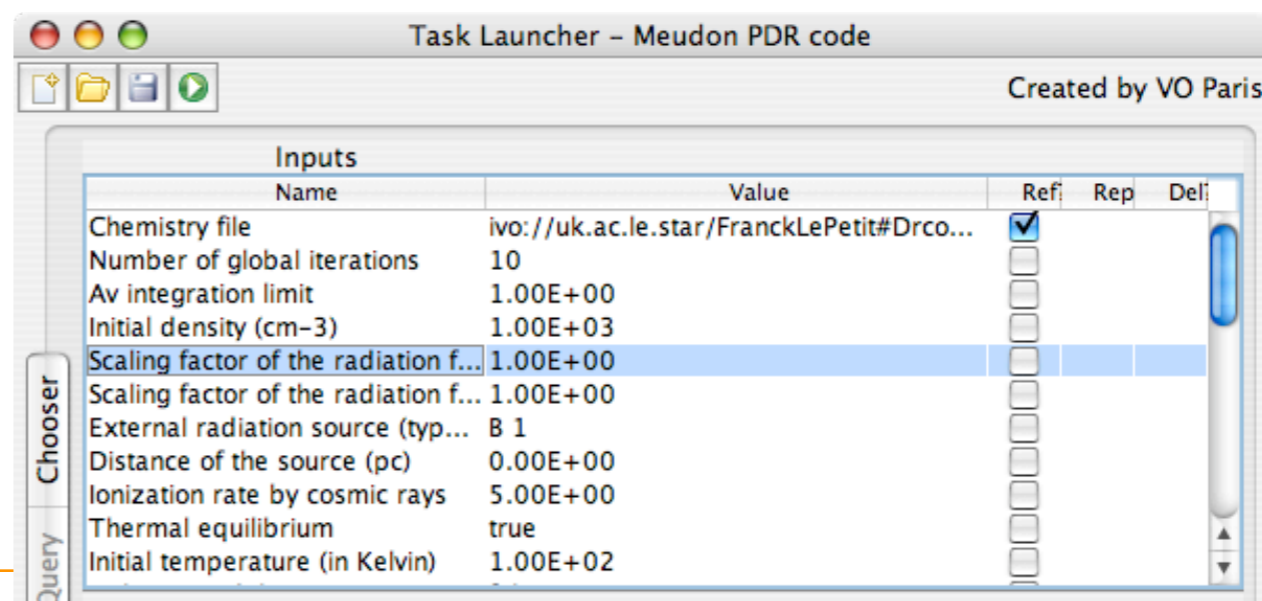 Task Launcher – Meudon PDR code
Created by VO Paris
Inputs
Name Value Ref? Rep Del?
Chemistry file ivo://uk.ac.le.star/FranckLePetit#Drco...
Number of global iterations 10
Av integration limit 1.00E+00
Initial density (cm-3) 1.00E+03
Scaling factor of the radiation f... 1.00E+00
Scaling factor of the radiation f... 1.00E+00
External radiation source (typ... B 1
Distance of the source (pc) 0.00E+00
Ionization rate by cosmic rays 5.00E+00
Thermal equilibrium true
Initial temperature (in Kelvin) 1.00E+02
Chooser
Query